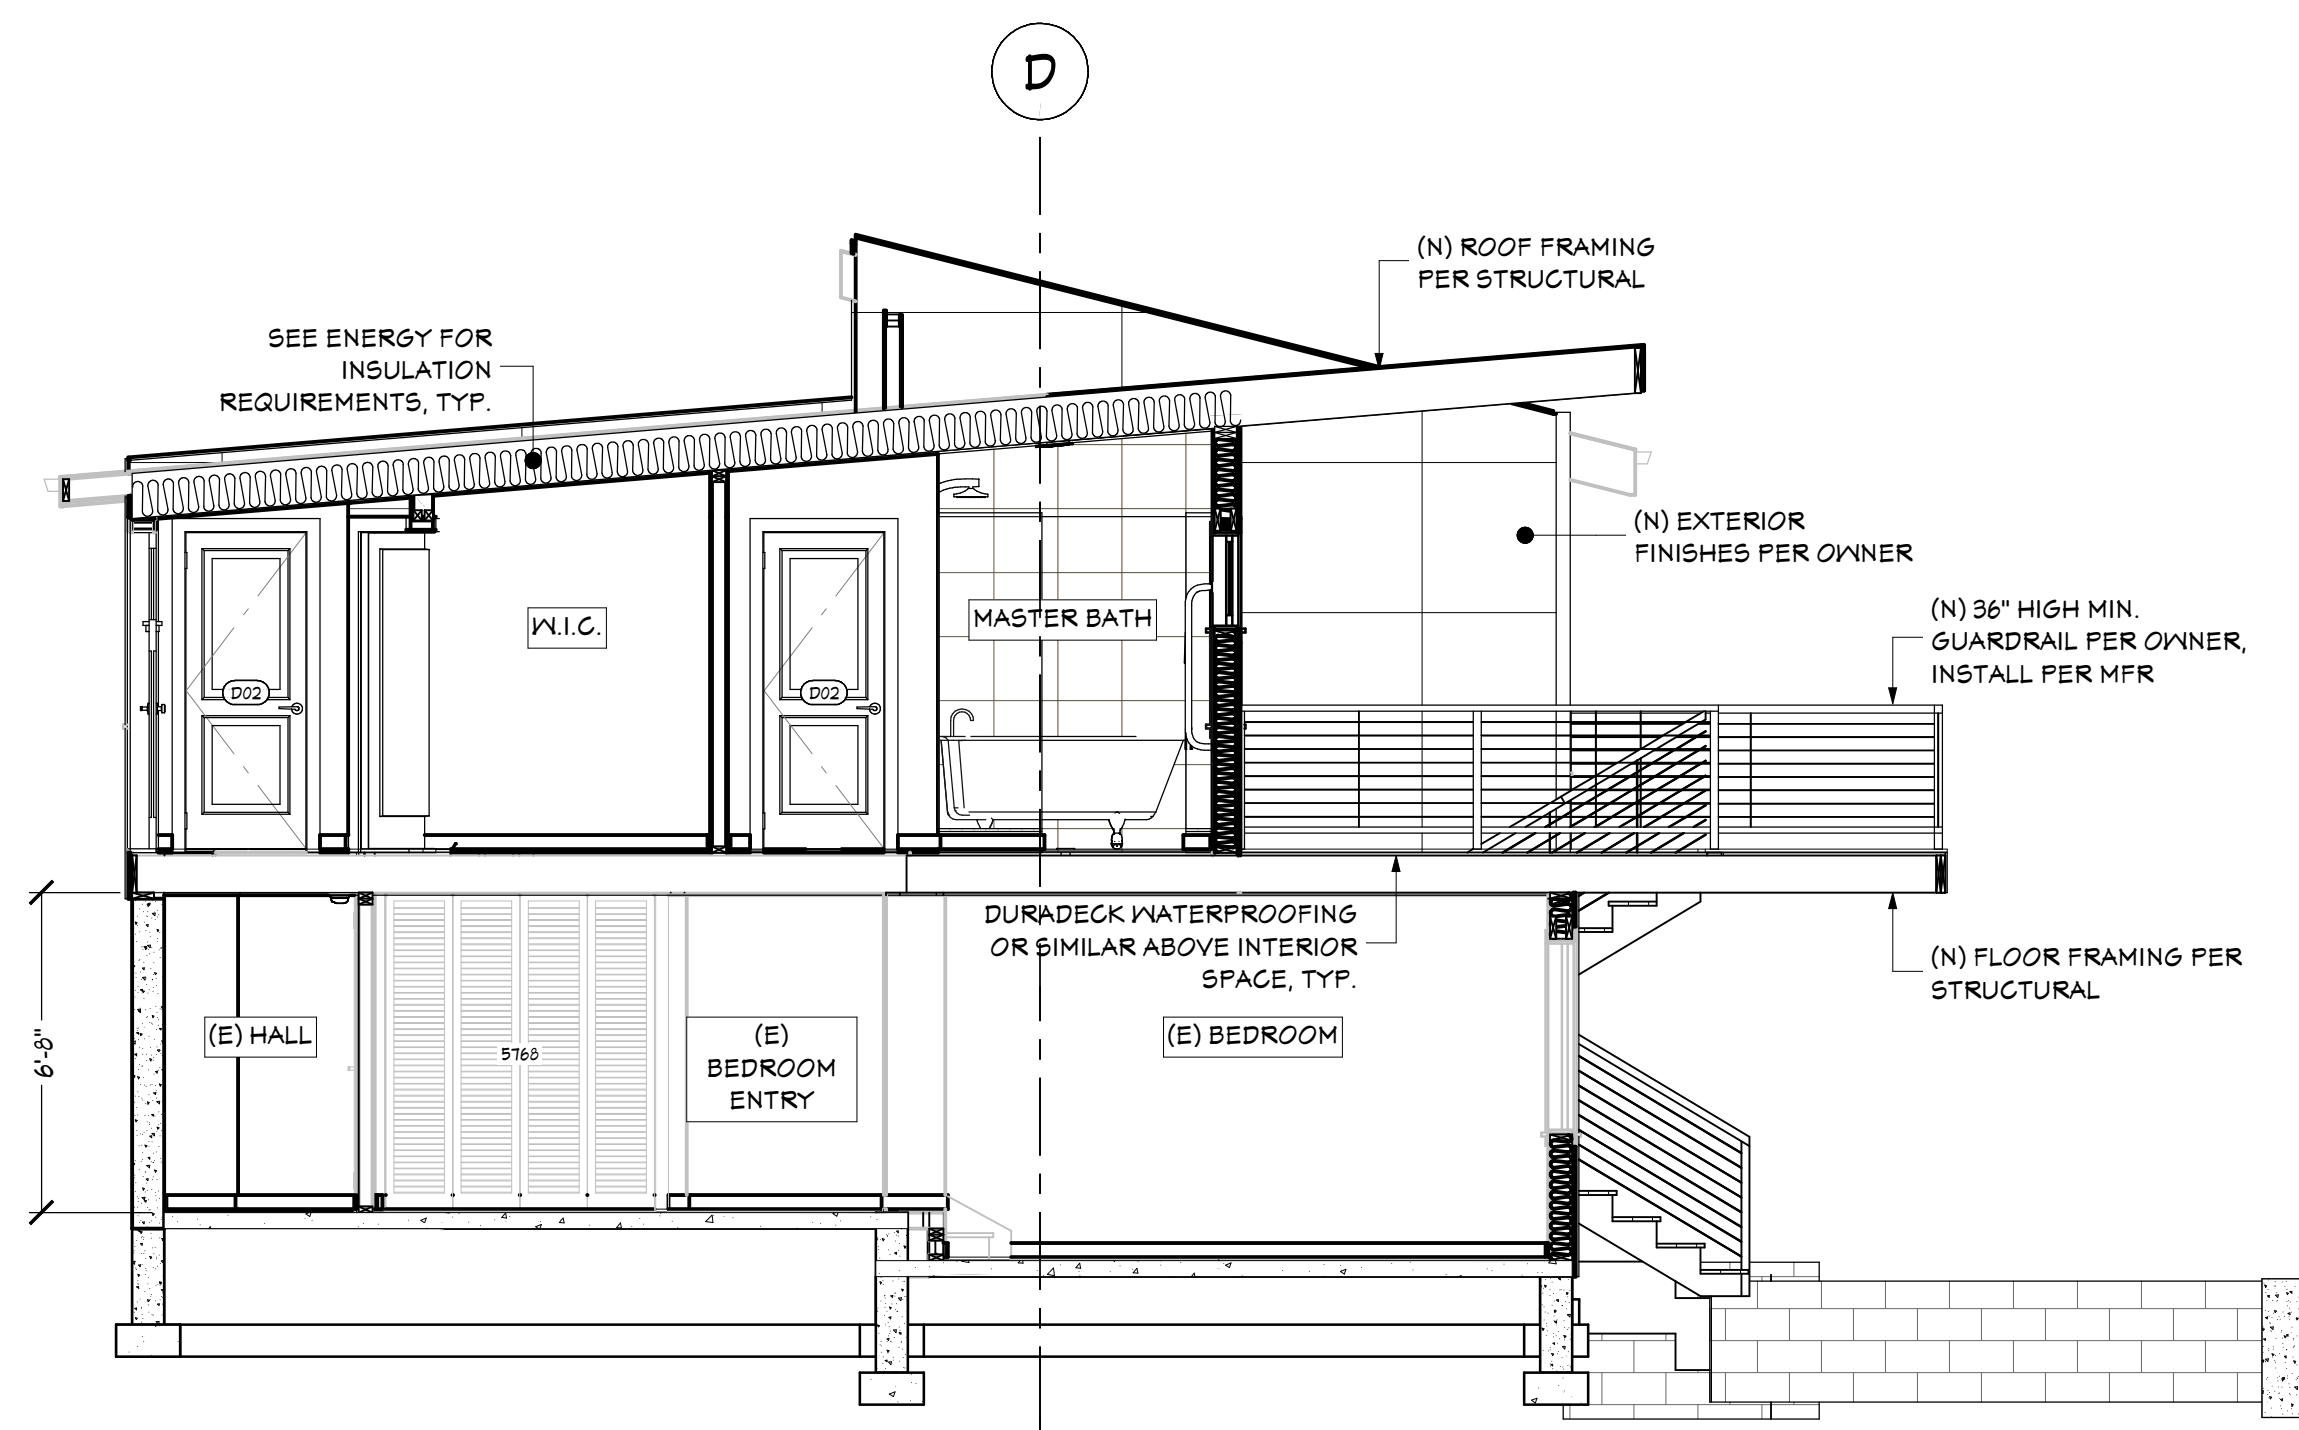 D
(N) ROOF FRAMING
PER STRUCTURAL
SEE ENERGY FOR
INSULATION
REQUIREMENTS, TYP.
(N) EXTERIOR
FINISHES PER OWNER
W.I.C.
MASTER BATH
(N) 36" HIGH MIN.
GUARDRAIL PER OWNER,
INSTALL PER MFR
D02
D02
DURADECK WATERPROOFING
OR SIMILAR ABOVE INTERIOR
SPACE, TYP.
(N) FLOOR FRAMING PER
STRUCTURAL
6'-8"
(E) HALL
5768
(E)
BEDROOM
ENTRY
(E) BEDROOM